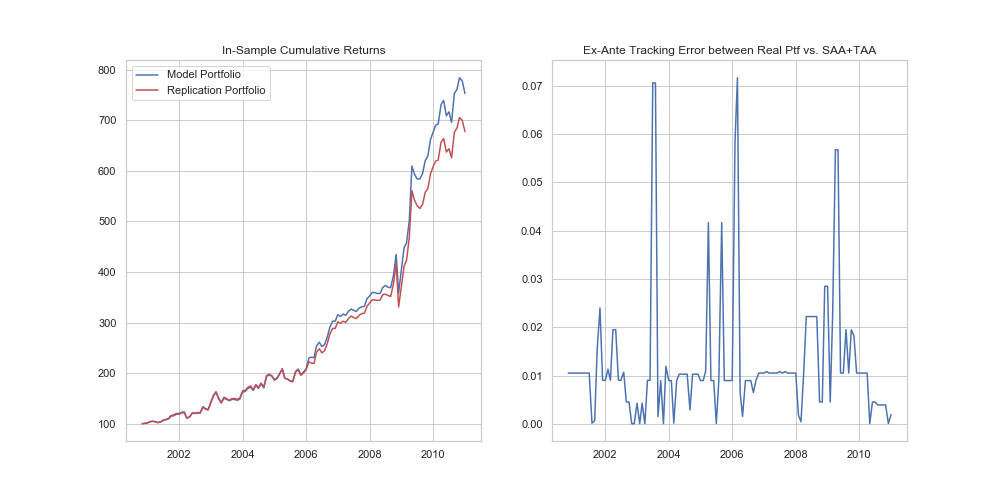 In-Sample Cumulative Returns
Model Portfolio
Replication Portfolio
800
700
600
500
400
300
200
100
2002 2004 2006 2008 2010
Ex-Ante Tracking Error between Real Ptf vs. SAA+TAA
0.07
0.06
0.05
0.04
0.03
0.02
0.01
0.00
2002 2004 2006 2008 2010